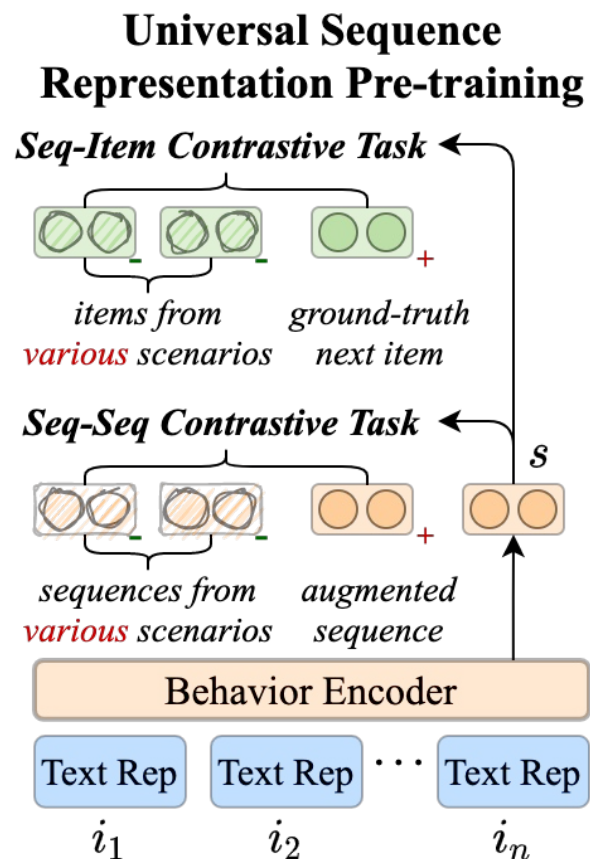 Universal Sequence
Representation Pre-training
Seq-Item Contrastive Task
- - +
items from ground-truth
various scenarios next item
Seq-Seq Contrastive Task
s
- - +
sequences from augmented
various scenarios sequence
Behavior Encoder
Text Rep Text Rep ··· Text Rep
i₁ i₂ iₙ